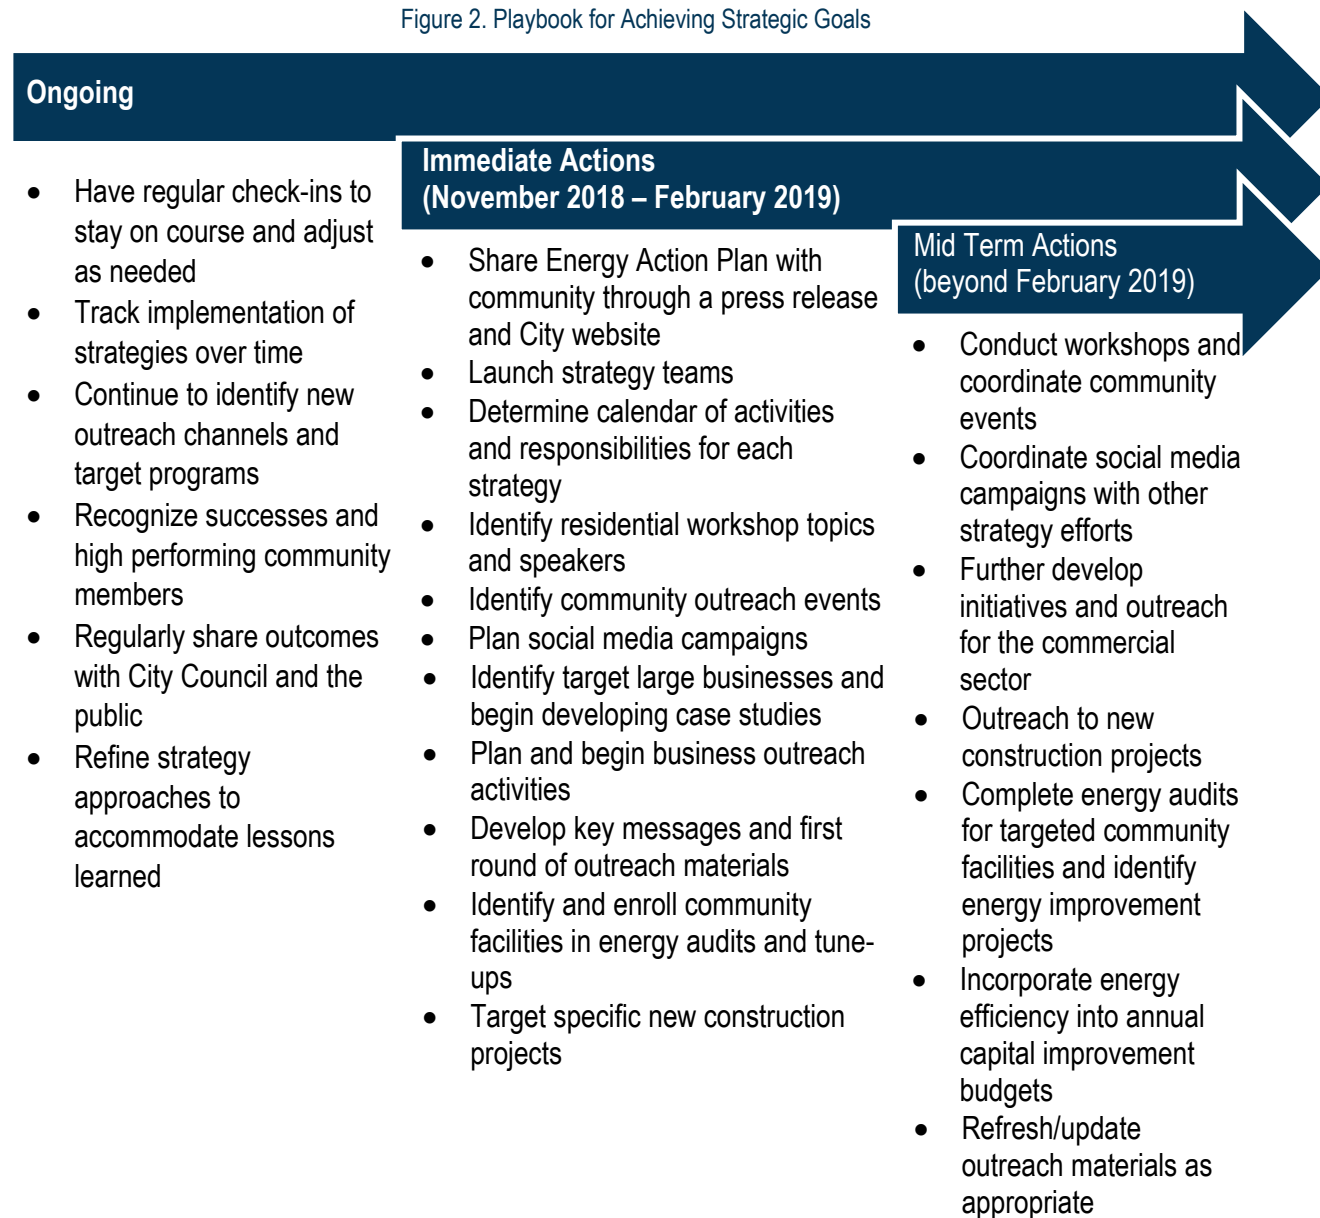 Figure 2. Playbook for Achieving Strategic Goals
Ongoing
• Have regular check-ins to
stay on course and adjust
as needed
• Track implementation of
strategies over time
• Continue to identify new
outreach channels and
target programs
• Recognize successes and
high performing community
members
• Regularly share outcomes
with City Council and the
public
• Refine strategy
approaches to
accommodate lessons
learned
Immediate Actions
(November 2018 – February 2019)
• Share Energy Action Plan with
community through a press release
and City website
• Launch strategy teams
• Determine calendar of activities
and responsibilities for each
strategy
• Identify residential workshop topics
and speakers
• Identify community outreach events
• Plan social media campaigns
• Identify target large businesses and
begin developing case studies
• Plan and begin business outreach
activities
• Develop key messages and first
round of outreach materials
• Identify and enroll community
facilities in energy audits and tune-
ups
• Target specific new construction
projects
Mid Term Actions
(beyond February 2019)
• Conduct workshops and
coordinate community
events
• Coordinate social media
campaigns with other
strategy efforts
• Further develop
initiatives and outreach
for the commercial
sector
• Outreach to new
construction projects
• Complete energy audits
for targeted community
facilities and identify
energy improvement
projects
• Incorporate energy
efficiency into annual
capital improvement
budgets
• Refresh/update
outreach materials as
appropriate